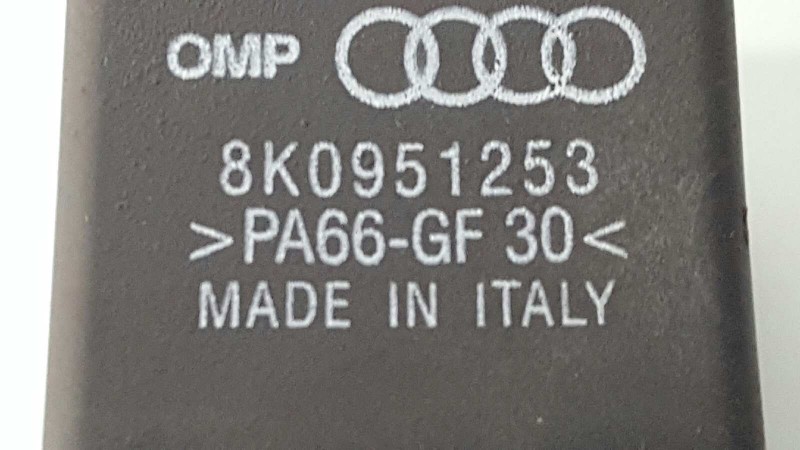 OMP
8K0951253
>PA66-GF 30<
MADE IN ITALY